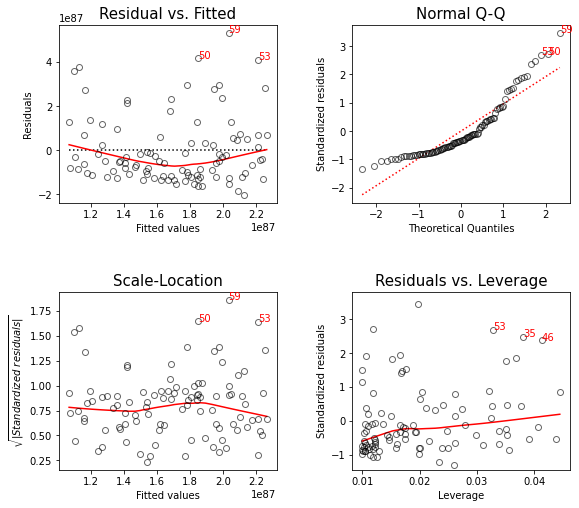 Residual vs. Fitted
1e87
Residuals
4
2
0
−2
59
50
53
1.2 1.4 1.6 1.8 2.0 2.2
1e87
Fitted values
Normal Q-Q
Standardized residuals
3
2
1
0
−1
−2
59
53
50
−2 −1 0 1 2
Theoretical Quantiles
Scale-Location
√|Standardized residuals|
1.75
1.50
1.25
1.00
0.75
0.50
0.25
59
50
53
1.2 1.4 1.6 1.8 2.0 2.2
1e87
Fitted values
Residuals vs. Leverage
Standardized residuals
3
2
1
0
−1
53
35
46
0.01 0.02 0.03 0.04
Leverage